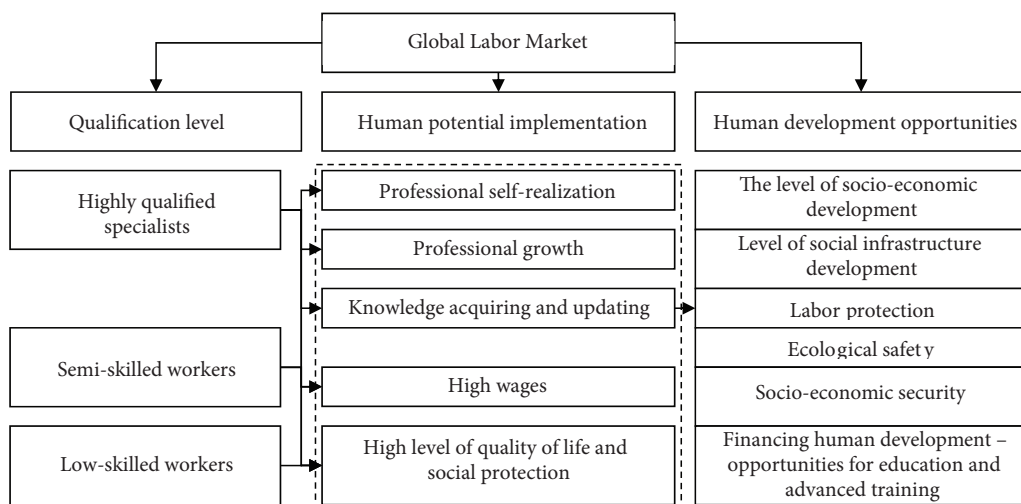 Global Labor Market
Qualification level
Human potential implementation
Human development opportunities
Highly qualified
specialists
Semi-skilled workers
Low-skilled workers
Professional self-realization
Professional growth
Knowledge acquiring and updating
High wages
High level of quality of life and
social protection
The level of socio-economic
development
Level of social infrastructure
development
Labor protection
Ecological safety
Socio-economic security
Financing human development –
opportunities for education and
advanced training